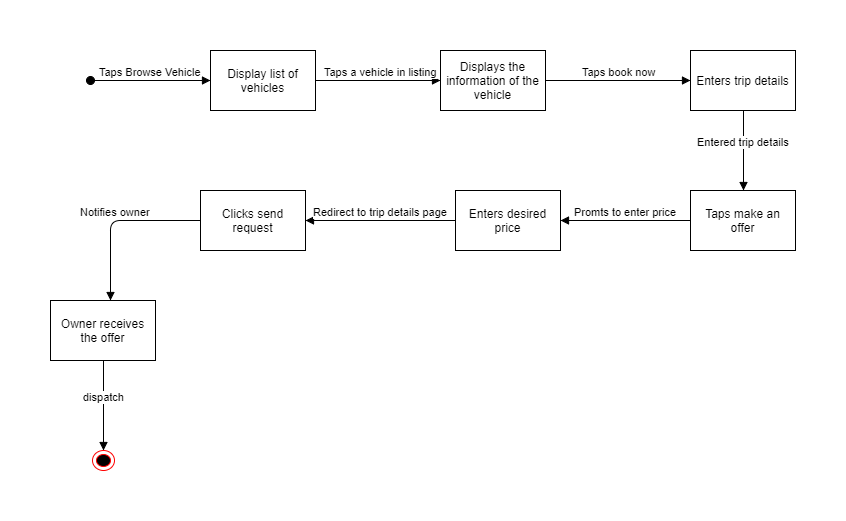 Taps Browse Vehicle
Display list of
vehicles
Taps a vehicle in listing
Displays the
information of the
vehicle
Taps book now
Enters trip details
Entered trip details
Taps make an
offer
Promts to enter price
Enters desired
price
Redirect to trip details page
Clicks send
request
Notifies owner
Owner receives
the offer
dispatch